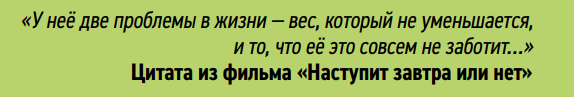 «У неё две проблемы в жизни – вес, который не уменьшается,
и то, что её это совсем не заботит...»
Цитата из фильма «Наступит завтра или нет»